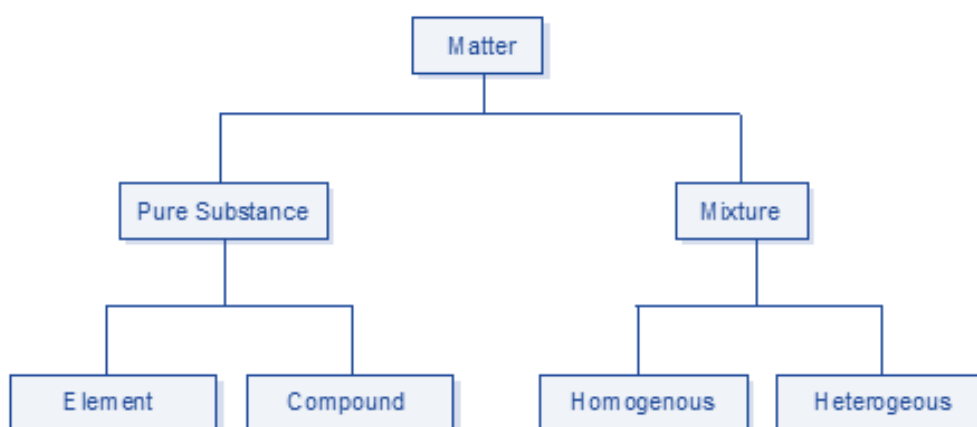 Matter
Pure Substance
Mixture
Element
Compound
Homogenous
Heterogeous